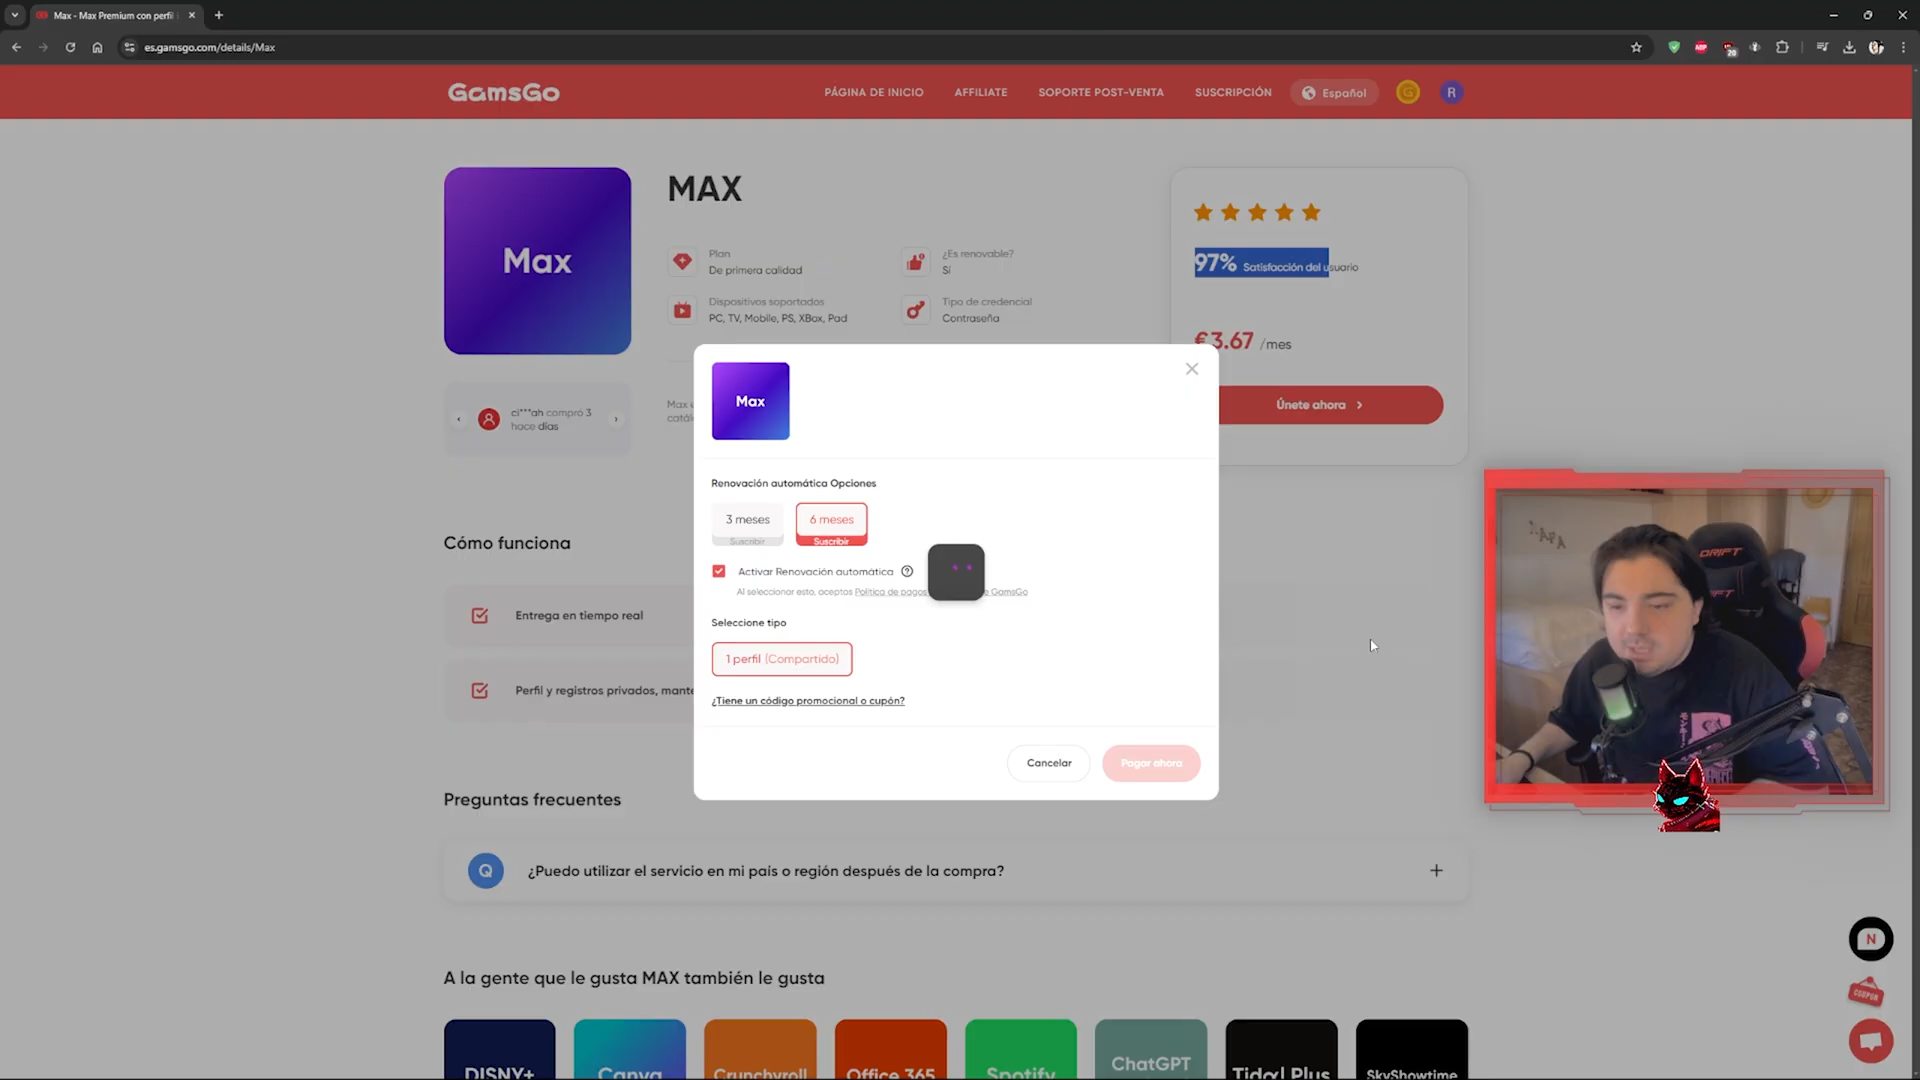 Max - Max Premium con perfil
es.gamsgo.com/details/Max
20
GamsGo
PÁGINA DE INICIO
AFFILIATE
SOPORTE POST-VENTA
SUSCRIPCIÓN
Español
G
R
Max
MAX
Plan
De primera calidad
¿Es renovable?
Sí
Dispositivos soportados
PC, TV, Mobile, PS, XBox, Pad
Tipo de credencial
Contraseña
97% Satisfacción del usuario
€3.67 /mes
Únete ahora
ci***ah compró 3
hace días
Max
Renovación automática Opciones
3 meses
Suscribir
6 meses
Suscribir
Activar Renovación automática
Al seleccionar esto, aceptas Política de pagos
GamsGo
Seleccione tipo
1 perfil (Compartido)
¿Tiene un código promocional o cupón?
Cancelar
Pagar ahora
Cómo funciona
Entrega en tiempo real
Perfil y registros privados,
DRIFT
Preguntas frecuentes
Q
¿Puedo utilizar el servicio en mi país o región después de la compra?
N
COUPON
A la gente que le gusta MAX también le gusta
DISNY+
Canva
Crunchyroll
Office 365
Spotify
ChatGPT
Tidal Plus
SkyShowtime